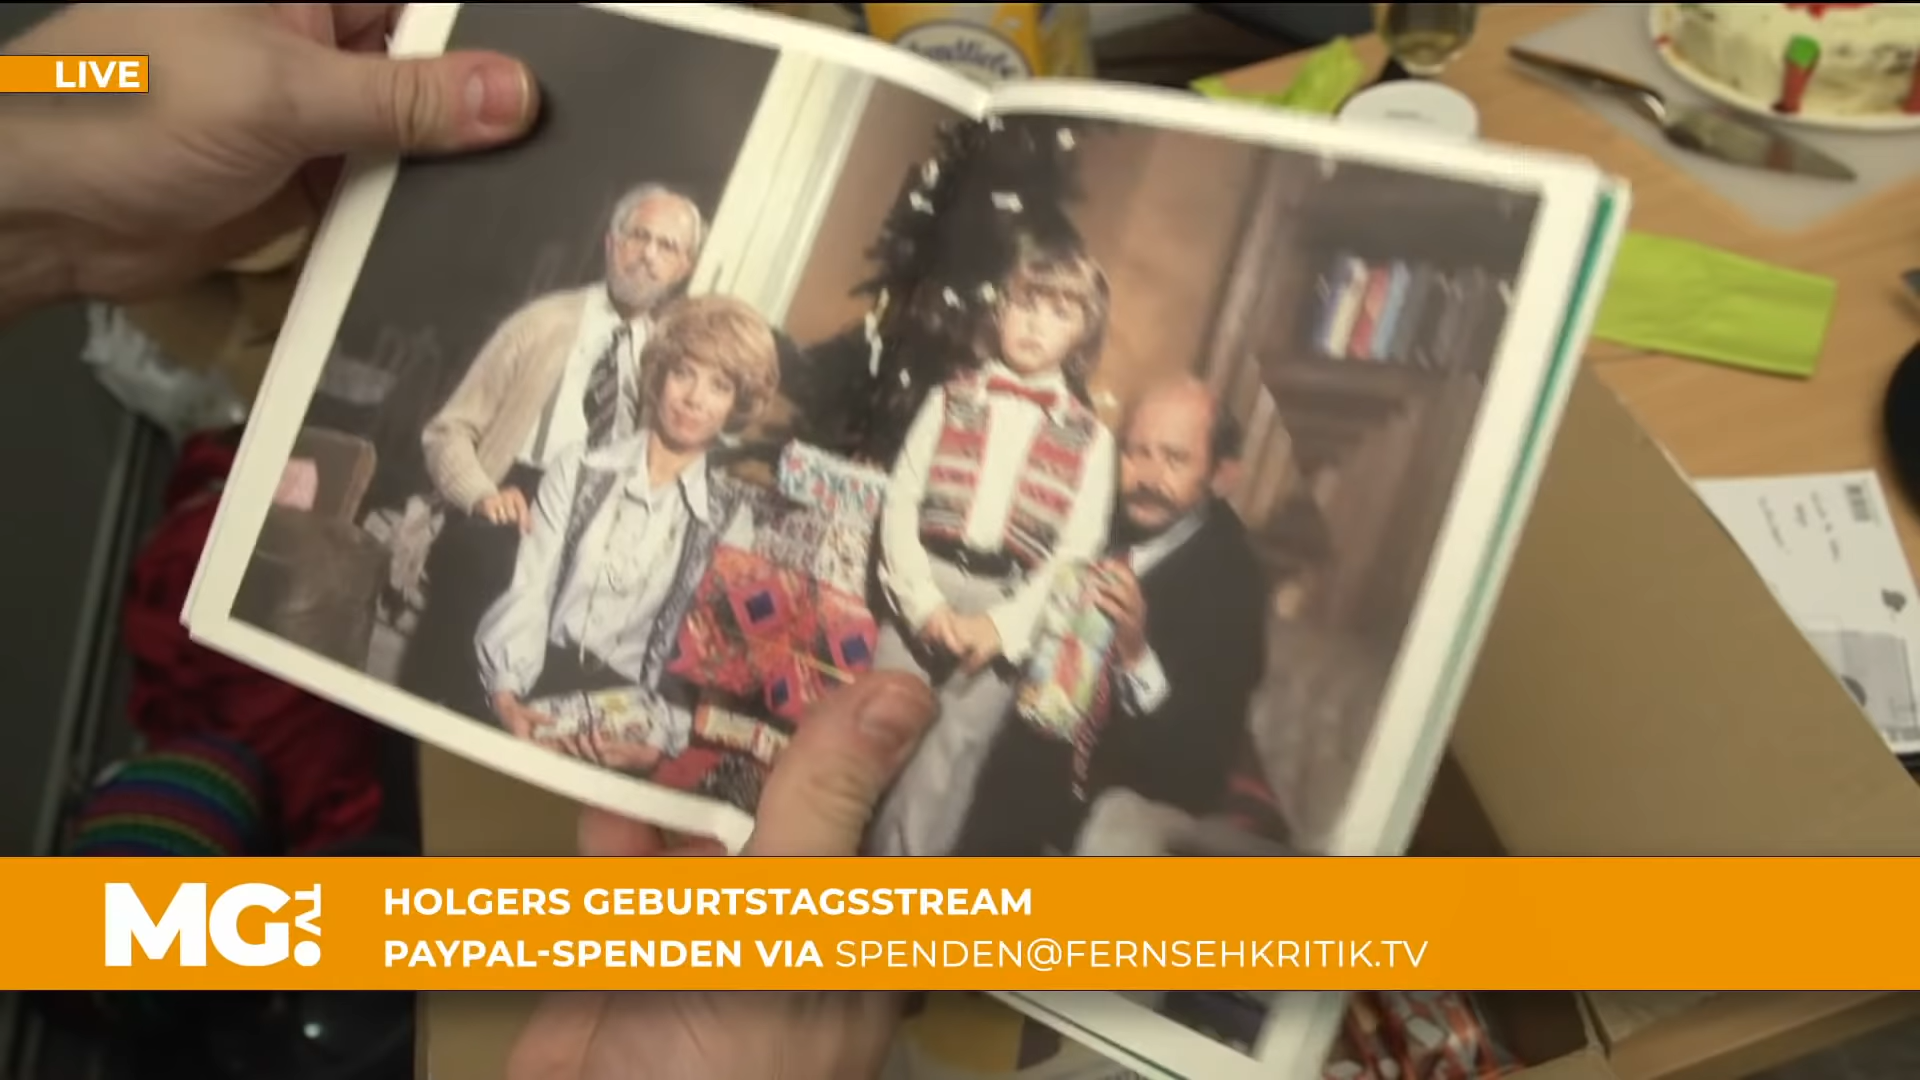 LIVE
MG.TV
HOLGERS GEBURTSTAGSSTREAM
PAYPAL-SPENDEN VIA SPENDEN@FERNSEHKRITIK.TV